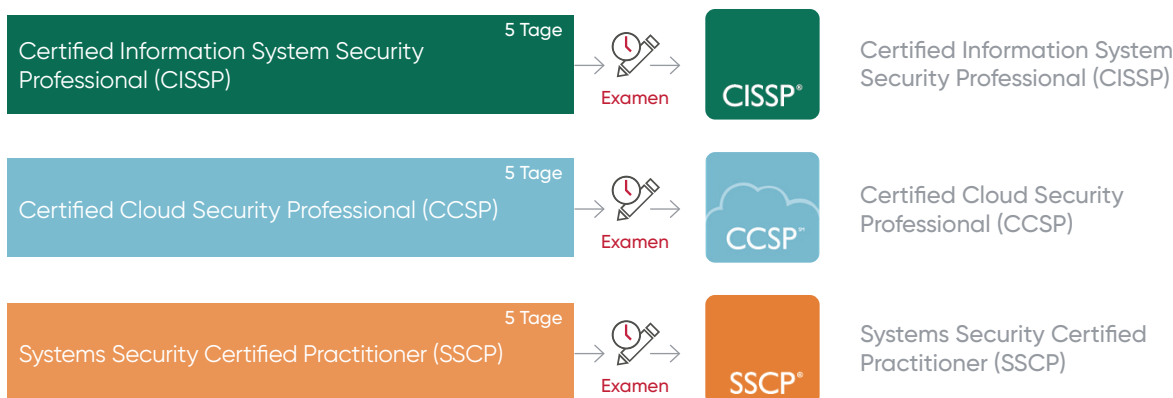 5 Tage
Certified Information System Security
Professional (CISSP)
Examen
CISSP®
Certified Information System
Security Professional (CISSP)
5 Tage
Certified Cloud Security Professional (CCSP)
Examen
CCSP℠
Certified Cloud Security
Professional (CCSP)
5 Tage
Systems Security Certified Practitioner (SSCP)
Examen
SSCP®
Systems Security Certified
Practitioner (SSCP)